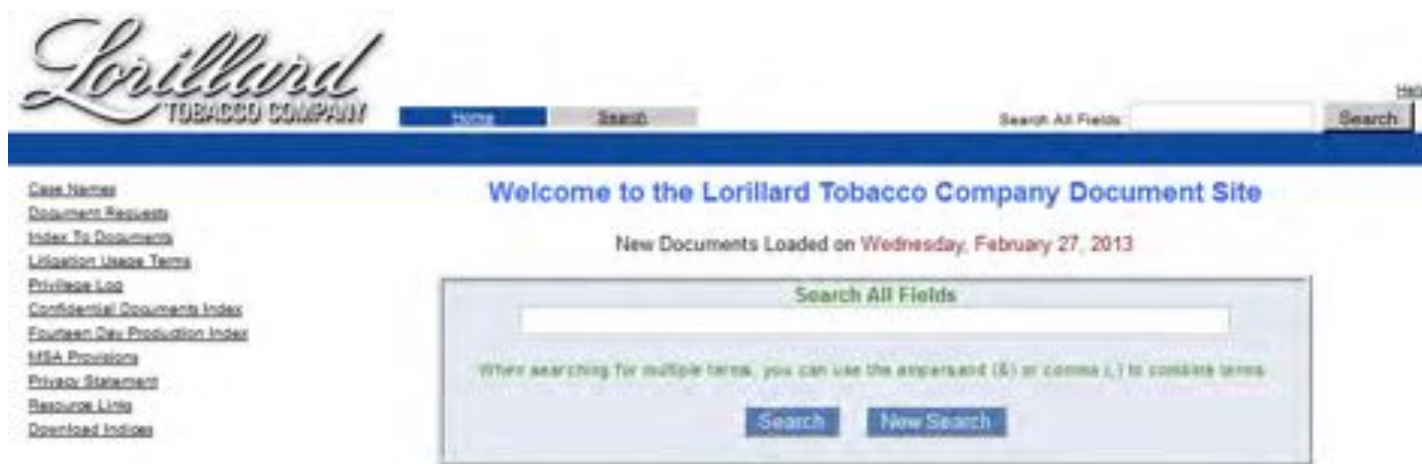 Lorillard
TOBACCO COMPANY
Home Search Search All Fields Search Help
Welcome to the Lorillard Tobacco Company Document Site
New Documents Loaded on Wednesday, February 27, 2013
Case Names
Document Requests
Index To Documents
Litigation Usage Terms
Privilege Log
Confidential Documents Index
Fourteen Day Production Index
MSA Provisions
Privacy Statement
Resource Links
Download Indices
Search All Fields
When searching for multiple terms, you can use the ampersand (&) or comma (,) to combine terms
Search New Search